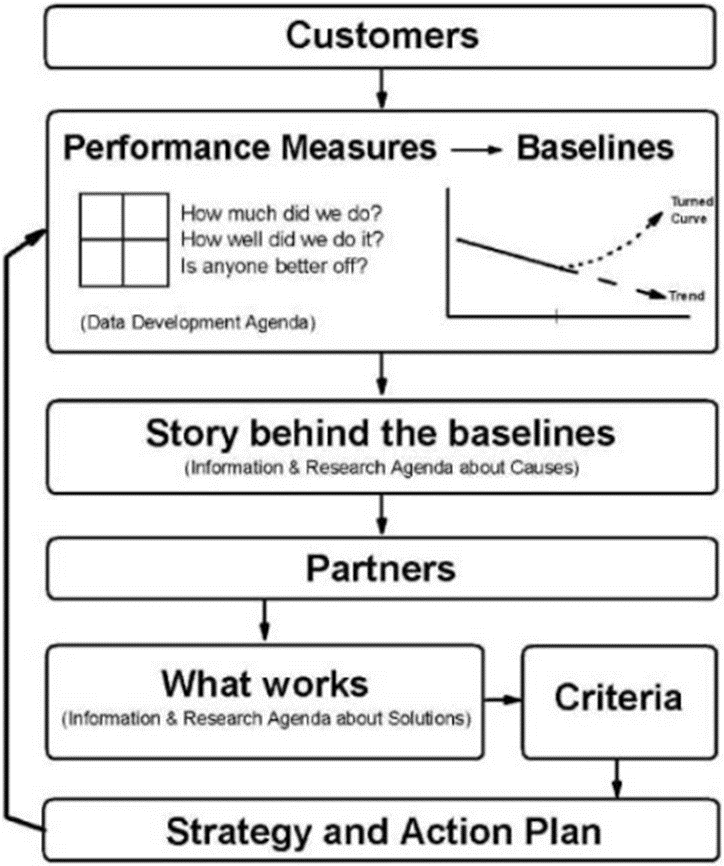 Customers
Performance Measures
Baselines
How much did we do?
How well did we do it?
Is anyone better off?
(Data Development Agenda)
Turned
Curve
Trend
Story behind the baselines
(Information & Research Agenda about Causes)
Partners
What works
(Information & Research Agenda about Solutions)
Criteria
Strategy and Action Plan